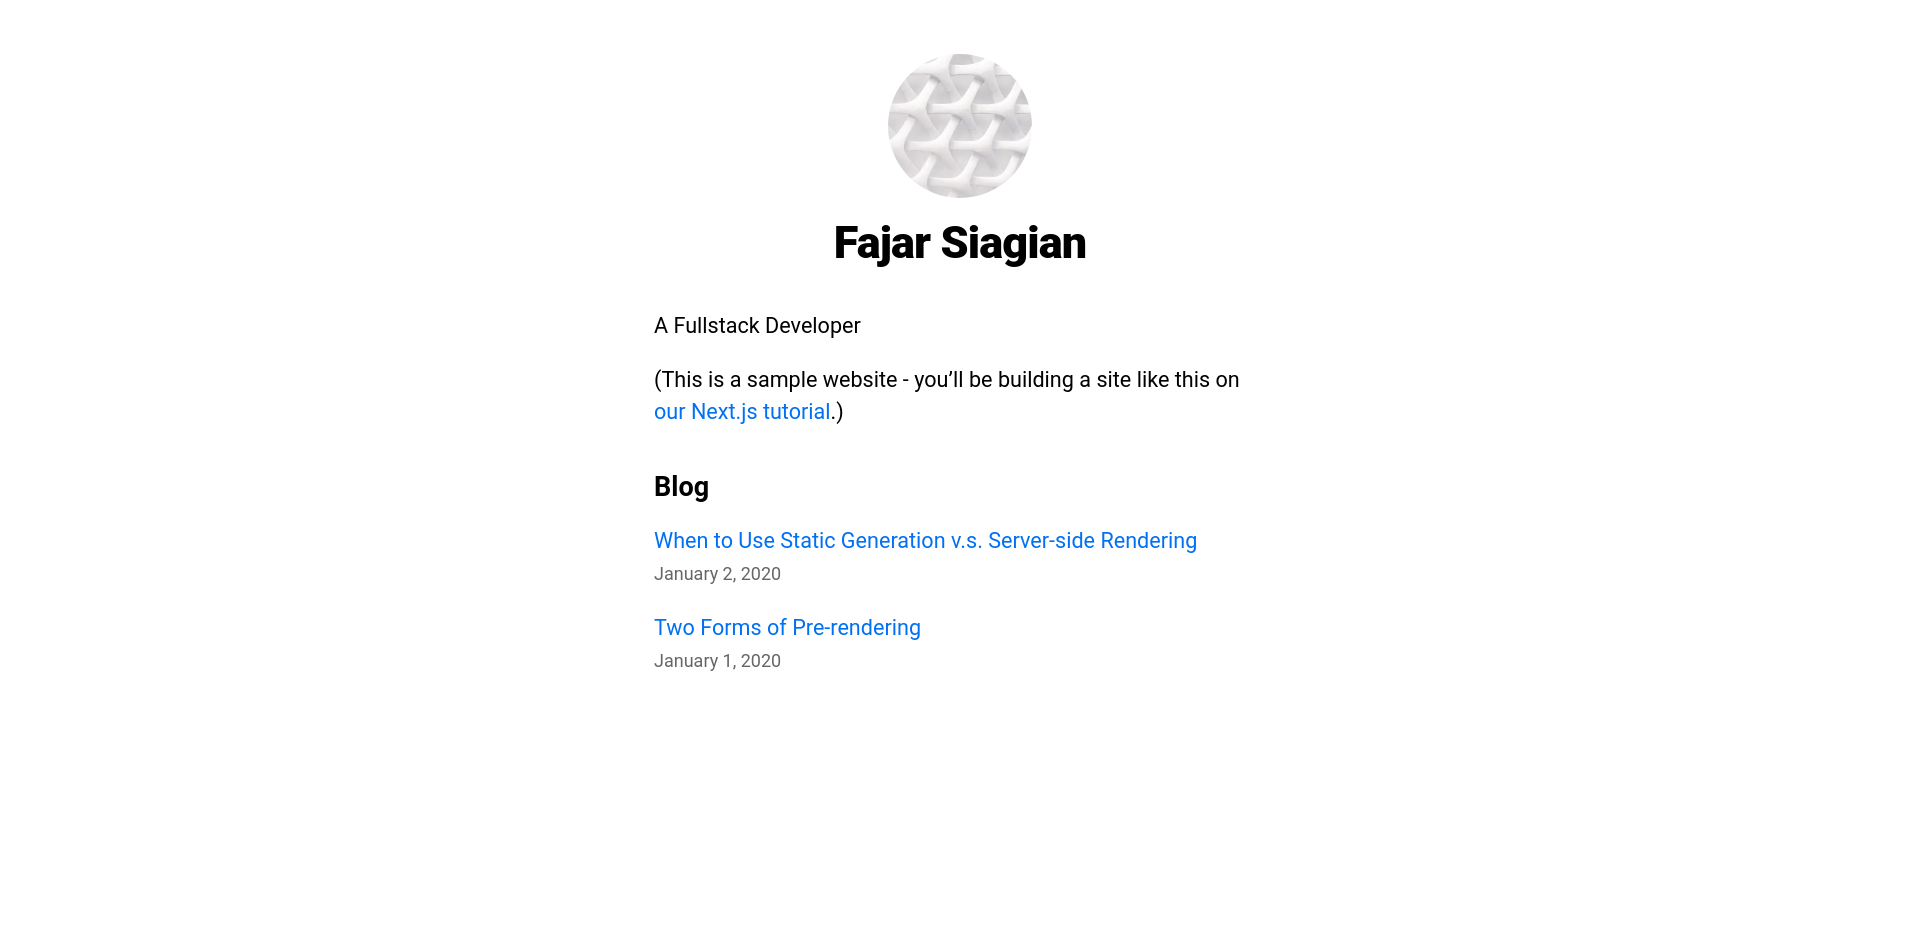 Fajar Siagian
A Fullstack Developer
(This is a sample website - you’ll be building a site like this on
our Next.js tutorial.)
Blog
When to Use Static Generation v.s. Server-side Rendering
January 2, 2020
Two Forms of Pre-rendering
January 1, 2020